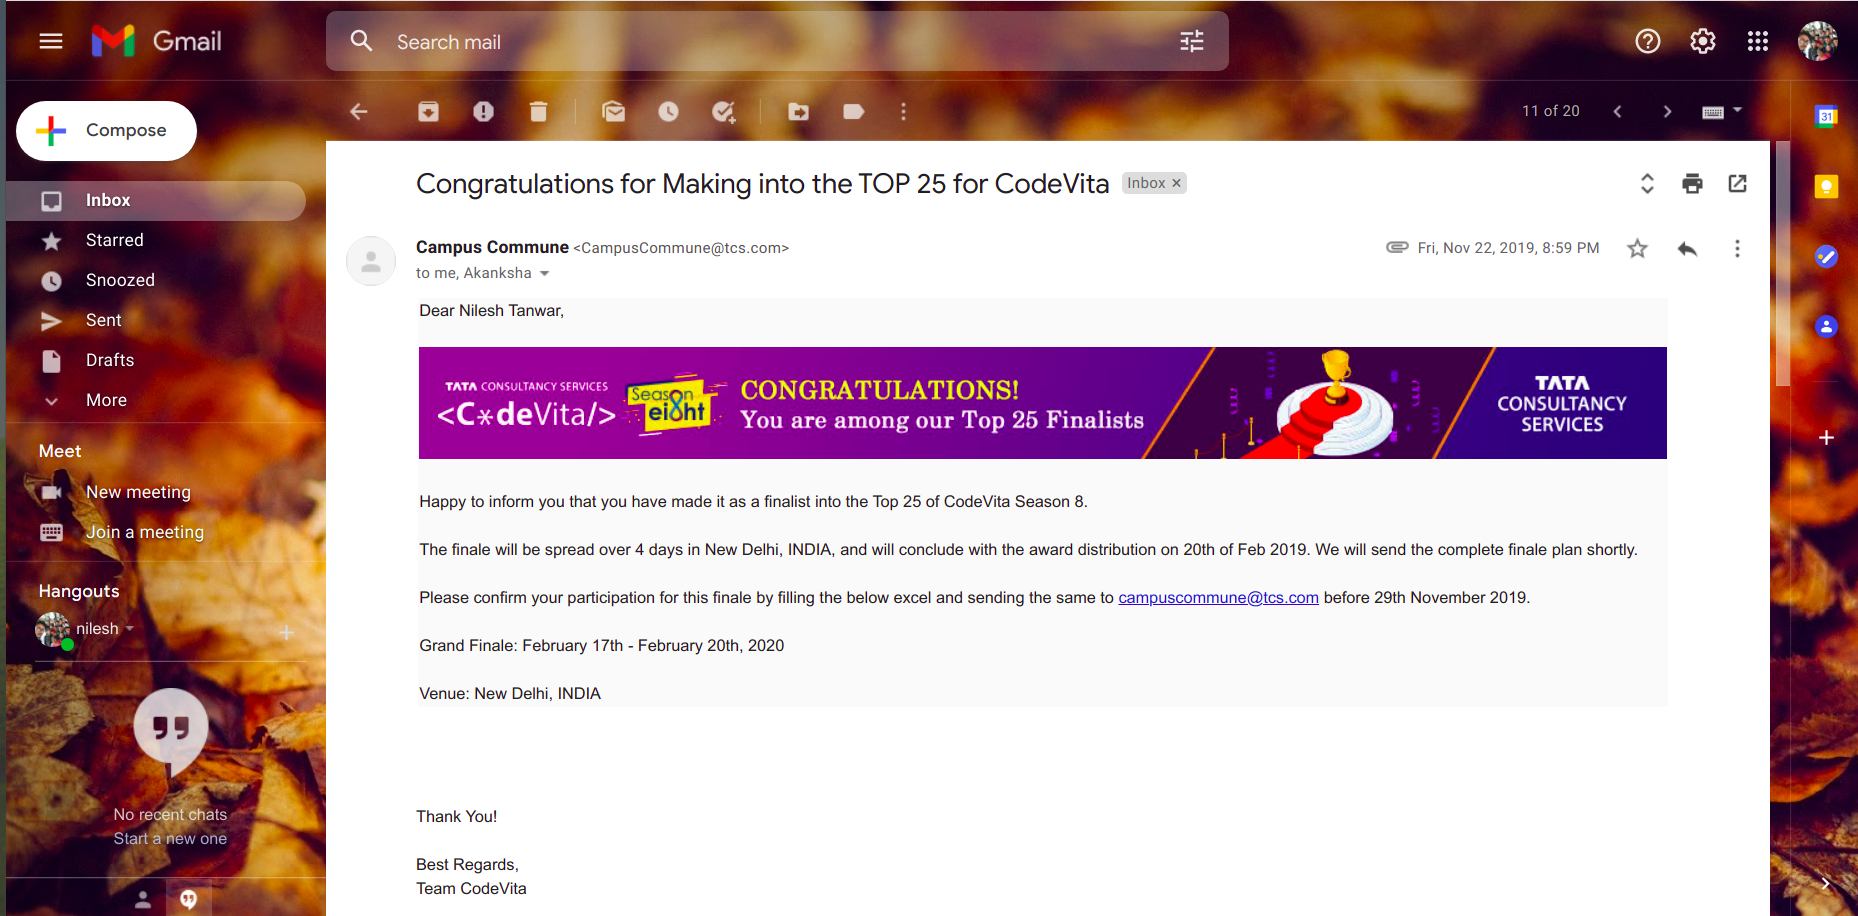 Gmail
Search mail
Compose
11 of 20
31
Inbox
Starred
Snoozed
Sent
Drafts
More
Meet
New meeting
Join a meeting
Hangouts
nilesh
No recent chats
Start a new one
Congratulations for Making into the TOP 25 for CodeVita Inbox ×
Campus Commune <CampusCommune@tcs.com>
Fri, Nov 22, 2019, 8:59 PM
to me, Akanksha
Dear Nilesh Tanwar,
TATA CONSULTANCY SERVICES
<C*deVita/>
Season
ei8ht
CONGRATULATIONS!
You are among our Top 25 Finalists
TATA
CONSULTANCY
SERVICES
Happy to inform you that you have made it as a finalist into the Top 25 of CodeVita Season 8.
The finale will be spread over 4 days in New Delhi, INDIA, and will conclude with the award distribution on 20th of Feb 2019. We will send the complete finale plan shortly.
Please confirm your participation for this finale by filling the below excel and sending the same to campuscommune@tcs.com before 29th November 2019.
Grand Finale: February 17th - February 20th, 2020
Venue: New Delhi, INDIA
Thank You!
Best Regards,
Team CodeVita